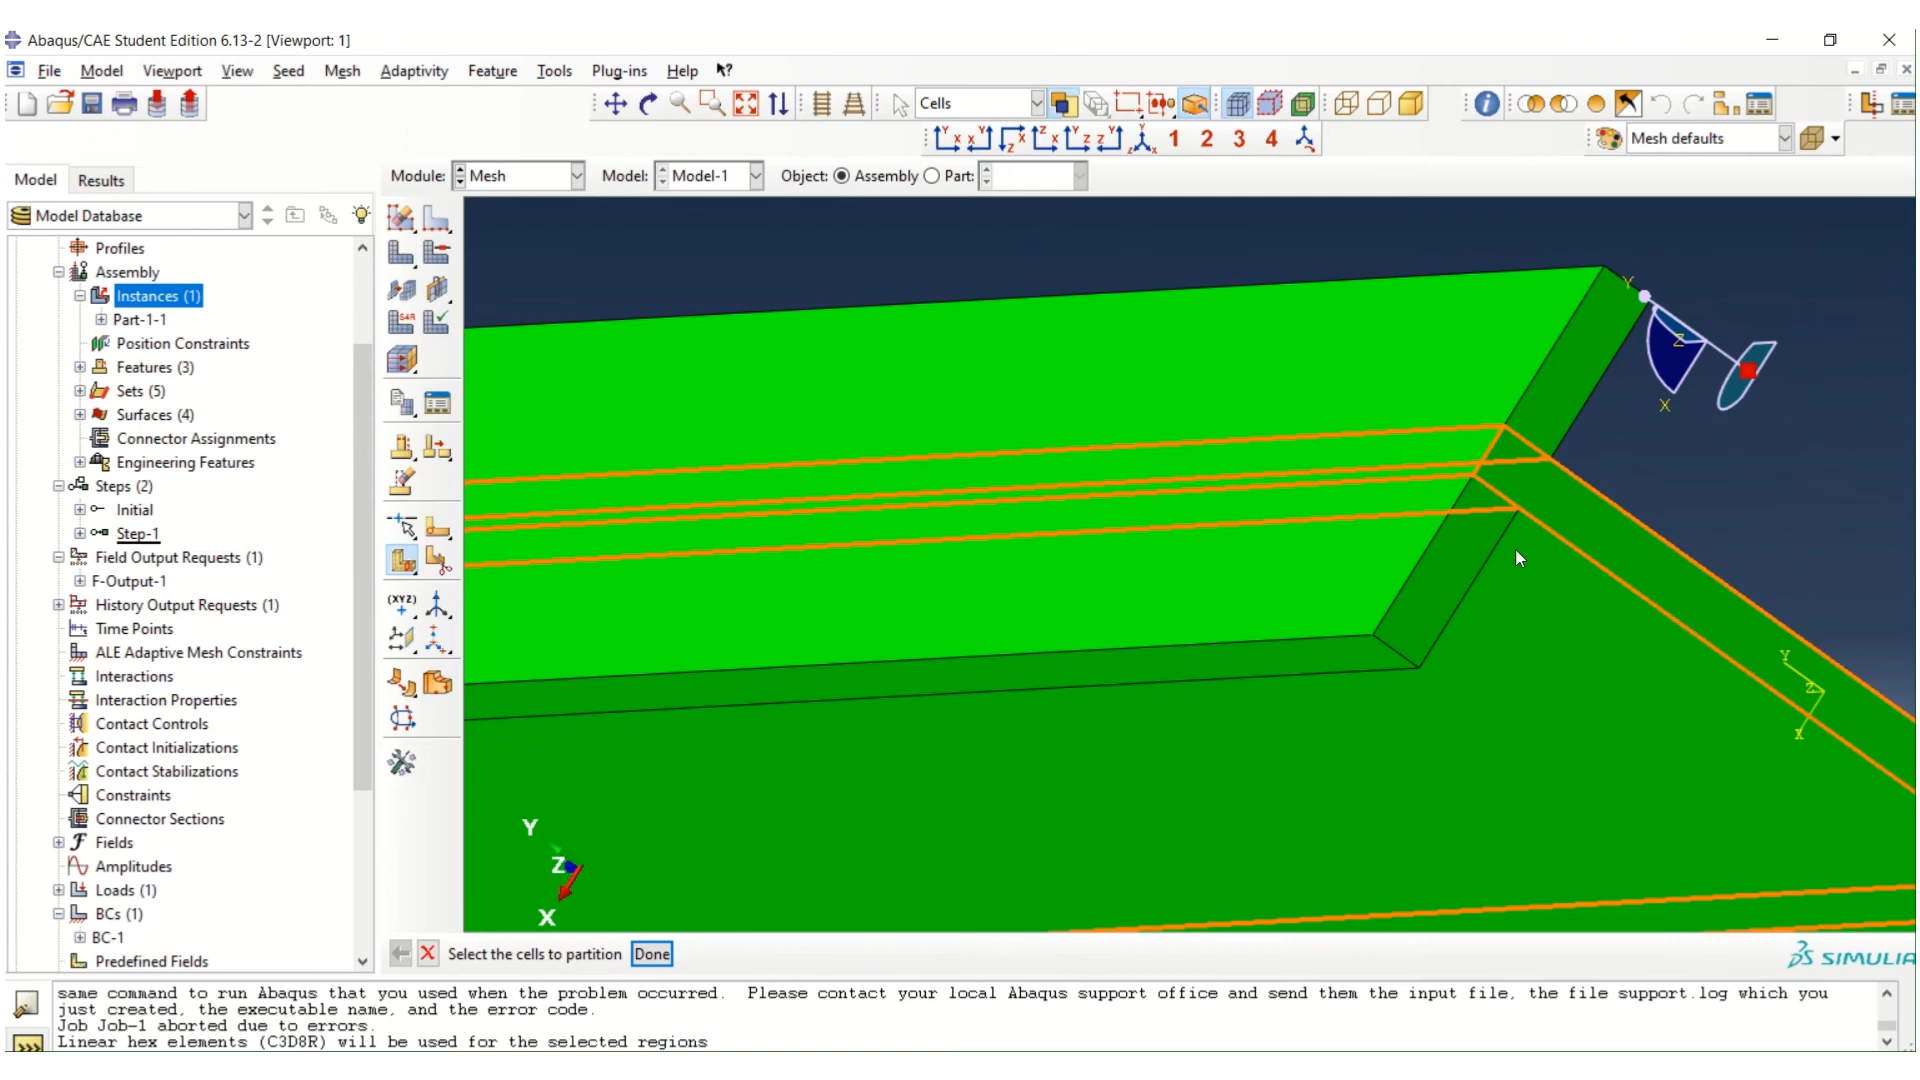 Abaqus/CAE Student Edition 6.13-2 [Viewport: 1]
File Model Viewport View Seed Mesh Adaptivity Feature Tools Plug-ins Help
Cells
1 2 3 4
Mesh defaults
Model Results
Module: Mesh Model: Model-1 Object: Assembly Part:
Model Database
Profiles
Assembly
Instances (1)
Part-1-1
Position Constraints
Features (3)
Sets (5)
Surfaces (4)
Connector Assignments
Engineering Features
Steps (2)
Initial
Step-1
Field Output Requests (1)
F-Output-1
History Output Requests (1)
Time Points
ALE Adaptive Mesh Constraints
Interactions
Interaction Properties
Contact Controls
Contact Initializations
Contact Stabilizations
Constraints
Connector Sections
Fields
Amplitudes
Loads (1)
BCs (1)
BC-1
Predefined Fields
(XYZ)
Y
Z
X
Y
Z
X
Y
Z
X
Select the cells to partition Done
SIMULIA
same command to run Abaqus that you used when the problem occurred. Please contact your local Abaqus support office and send them the input file, the file support.log which you
just created, the executable name, and the error code.
Job Job-1 aborted due to errors.
Linear hex elements (C3D8R) will be used for the selected regions